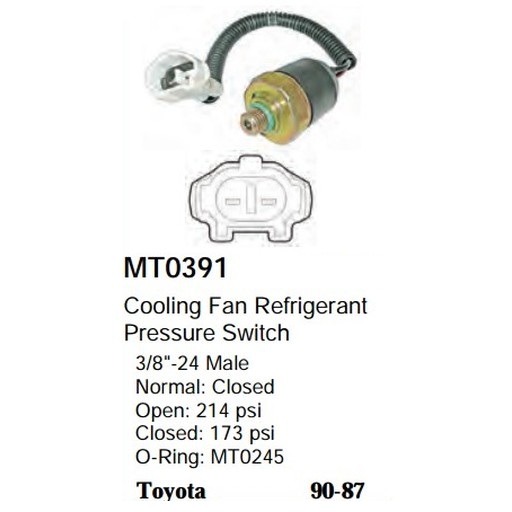 MT0391
Cooling Fan Refrigerant
Pressure Switch
3/8"-24 Male
Normal: Closed
Open: 214 psi
Closed: 173 psi
O-Ring: MT0245
Toyota 90-87